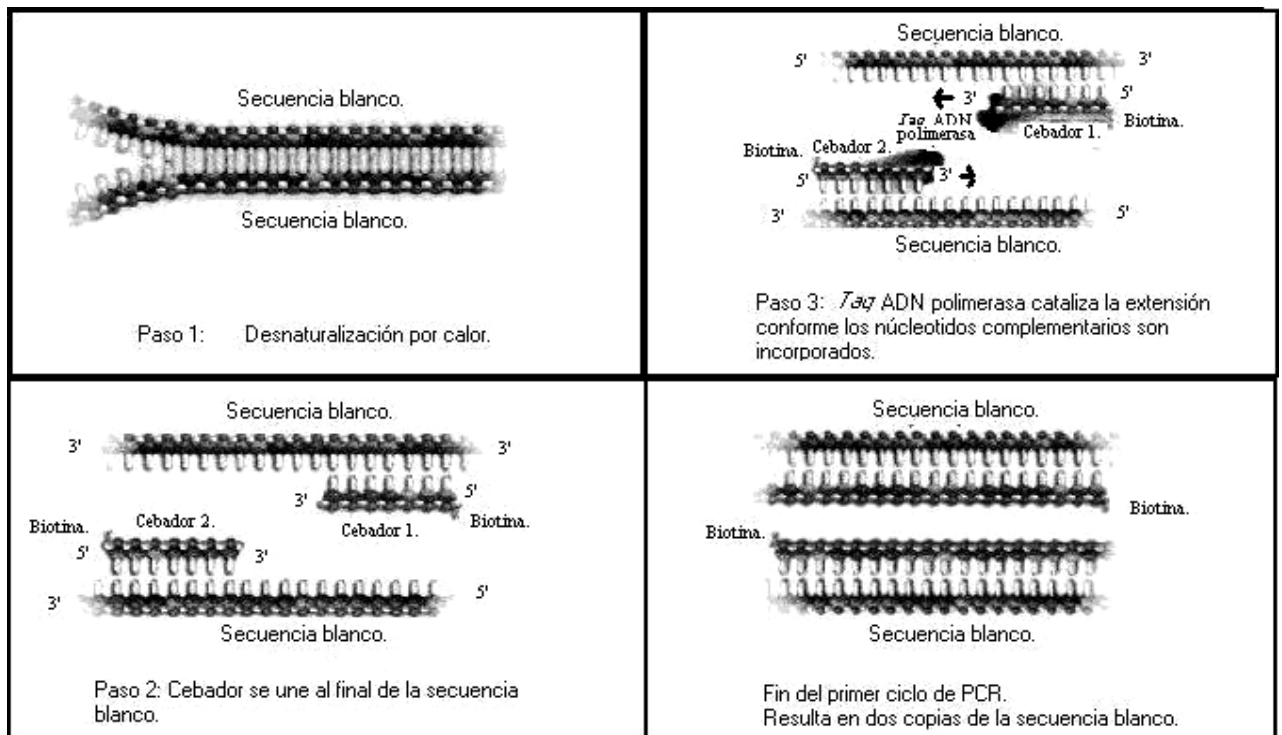 Secuencia blanco.
Secuencia blanco.
Paso 1: Desnaturalización por calor.
3' Secuencia blanco. 3'
3' 5'
Biotina. Cebador 2. Cebador 1. Biotina.
5' 3'
3' 5'
Secuencia blanco.
Paso 2: Cebador se une al final de la secuencia
blanco.
Secuencia blanco.
5' 3'
3' 5'
Taq ADN Biotina.
polimerasa Cebador 1.
Biotina. Cebador 2.
5' 3'
3' 5'
Secuencia blanco.
Paso 3: Taq ADN polimerasa cataliza la extensión
conforme los núcleotidos complementarios son
incorporados.
Secuencia blanco.
Biotina.
Biotina.
Secuencia blanco.
Fin del primer ciclo de PCR.
Resulta en dos copias de la secuencia blanco.